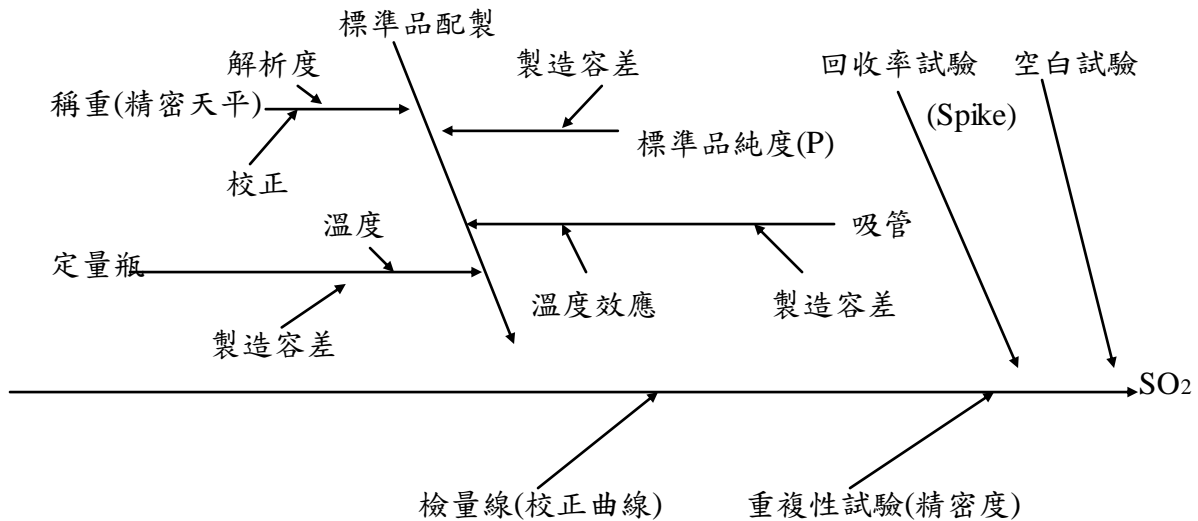 標準品配製
解析度
製造容差
回收率試驗
空白試驗
稱重(精密天平)
(Spike)
標準品純度(P)
校正
溫度
吸管
定量瓶
溫度效應
製造容差
製造容差
SO2
檢量線(校正曲線)
重複性試驗(精密度)